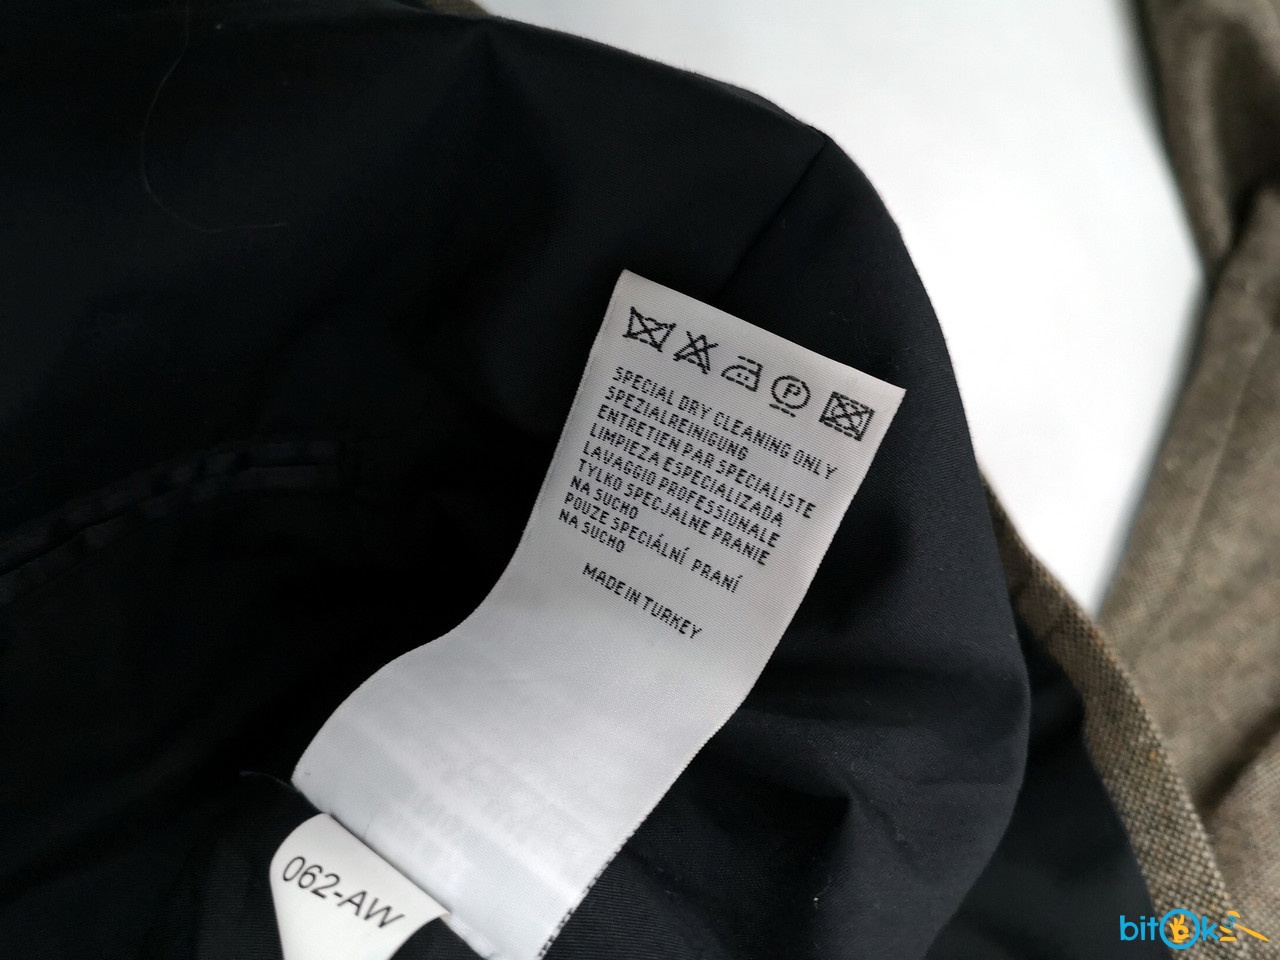 P
SPECIAL DRY CLEANING ONLY
SPEZIALREINIGUNG
ENTRETIEN PAR SPECIALISTE
LIMPIEZA ESPECIALIZADA
LAVAGGIO PROFESSIONALE
TYLKO SPECJALNE PRANIE
NA SUCHO
POUZE SPECIÁLNÍ PRANÍ
NA SUCHO
MADE IN TURKEY
062-AW
bitOk